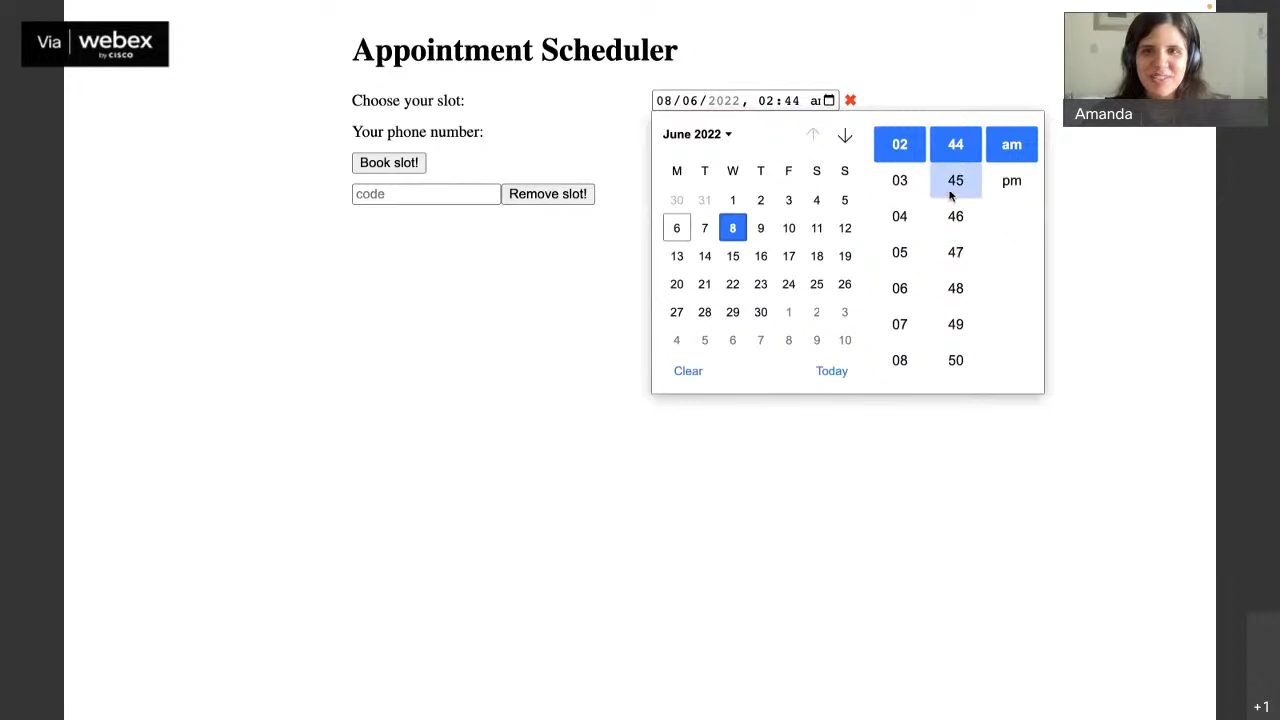 Via webex
by CISCO
Appointment Scheduler
Amanda
Choose your slot:
08/06/2022, 02:44 a
Your phone number:
Book slot!
code
Remove slot!
June 2022
M T W T F S S
30 31 1 2 3 4 5
6 7 8 9 10 11 12
13 14 15 16 17 18 19
20 21 22 23 24 25 26
27 28 29 30 1 2 3
4 5 6 7 8 9 10
Clear Today
02 44 am
03 45 pm
04 46
05 47
06 48
07 49
08 50
+1